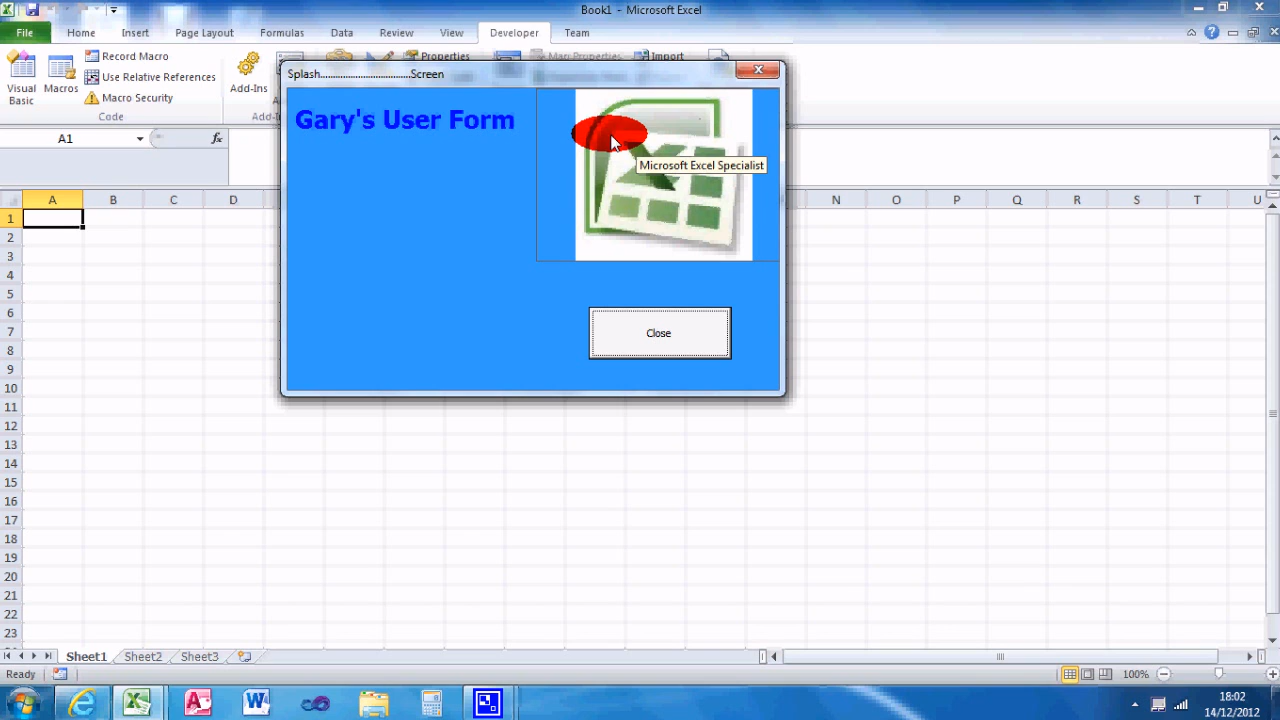 Book1 - Microsoft Excel
File Home Insert Page Layout Formulas Data Review View Developer Team
Visual Basic
Macros
Record Macro
Use Relative References
Macro Security
Code
Add-Ins
Properties
Map Properties
Import
Splash..................................Screen
Gary's User Form
Microsoft Excel Specialist
Close
A1
fx
A B C D N O P Q R S T U
1
2
3
4
5
6
7
8
9
10
11
12
13
14
15
16
17
18
19
20
21
22
23
Sheet1 Sheet2 Sheet3
Ready
100%
18:02
14/12/2012